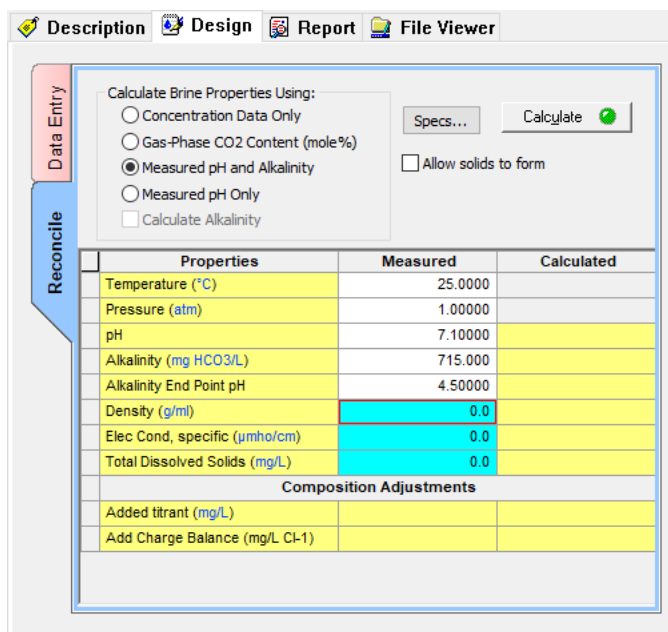 Description Design Report File Viewer
Data Entry
Reconcile
Calculate Brine Properties Using:
Concentration Data Only
Gas-Phase CO2 Content (mole%)
Measured pH and Alkalinity
Measured pH Only
Calculate Alkalinity
Specs...
Calculate
Allow solids to form
Properties Measured Calculated
Temperature (°C) 25.0000
Pressure (atm) 1.00000
pH 7.10000
Alkalinity (mg HCO3/L) 715.000
Alkalinity End Point pH 4.50000
Density (g/ml) 0.0
Elec Cond, specific (µmho/cm) 0.0
Total Dissolved Solids (mg/L) 0.0
Composition Adjustments
Added titrant (mg/L)
Add Charge Balance (mg/L Cl-1)